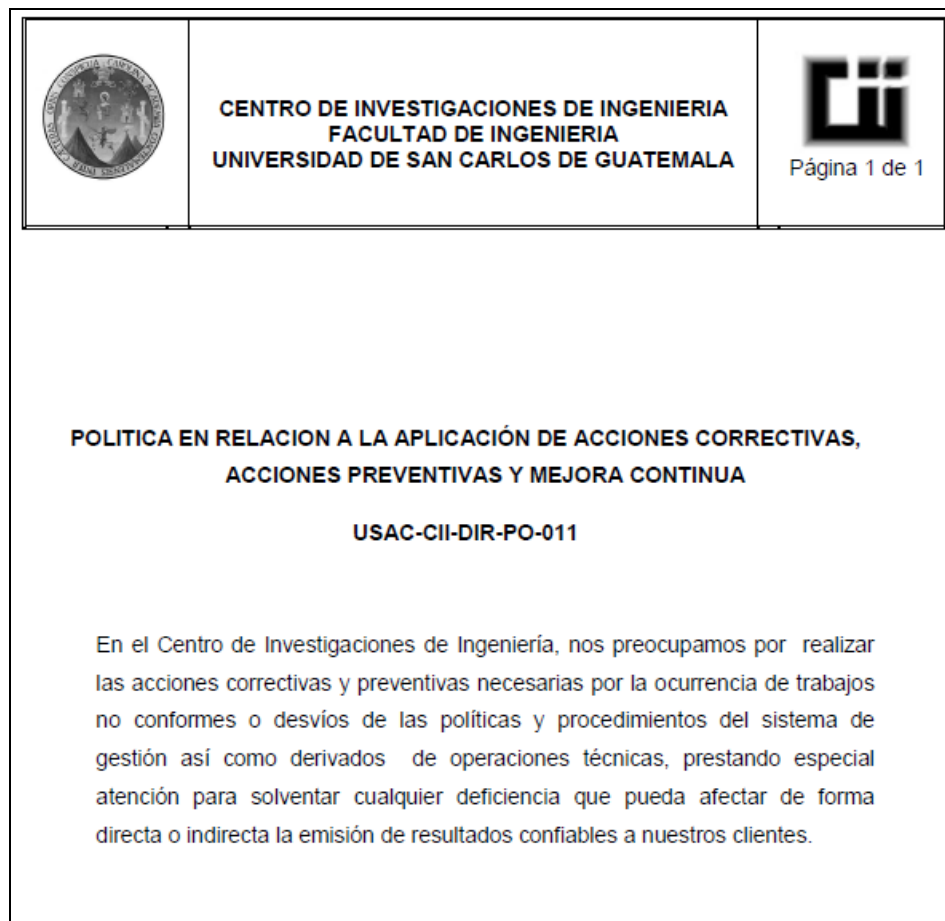 CENTRO DE INVESTIGACIONES DE INGENIERIA
FACULTAD DE INGENIERIA
UNIVERSIDAD DE SAN CARLOS DE GUATEMALA
Cii
Página 1 de 1
POLITICA EN RELACION A LA APLICACIÓN DE ACCIONES CORRECTIVAS,
ACCIONES PREVENTIVAS Y MEJORA CONTINUA
USAC-CII-DIR-PO-011
En el Centro de Investigaciones de Ingeniería, nos preocupamos por realizar
las acciones correctivas y preventivas necesarias por la ocurrencia de trabajos
no conformes o desvíos de las políticas y procedimientos del sistema de
gestión así como derivados de operaciones técnicas, prestando especial
atención para solventar cualquier deficiencia que pueda afectar de forma
directa o indirecta la emisión de resultados confiables a nuestros clientes.